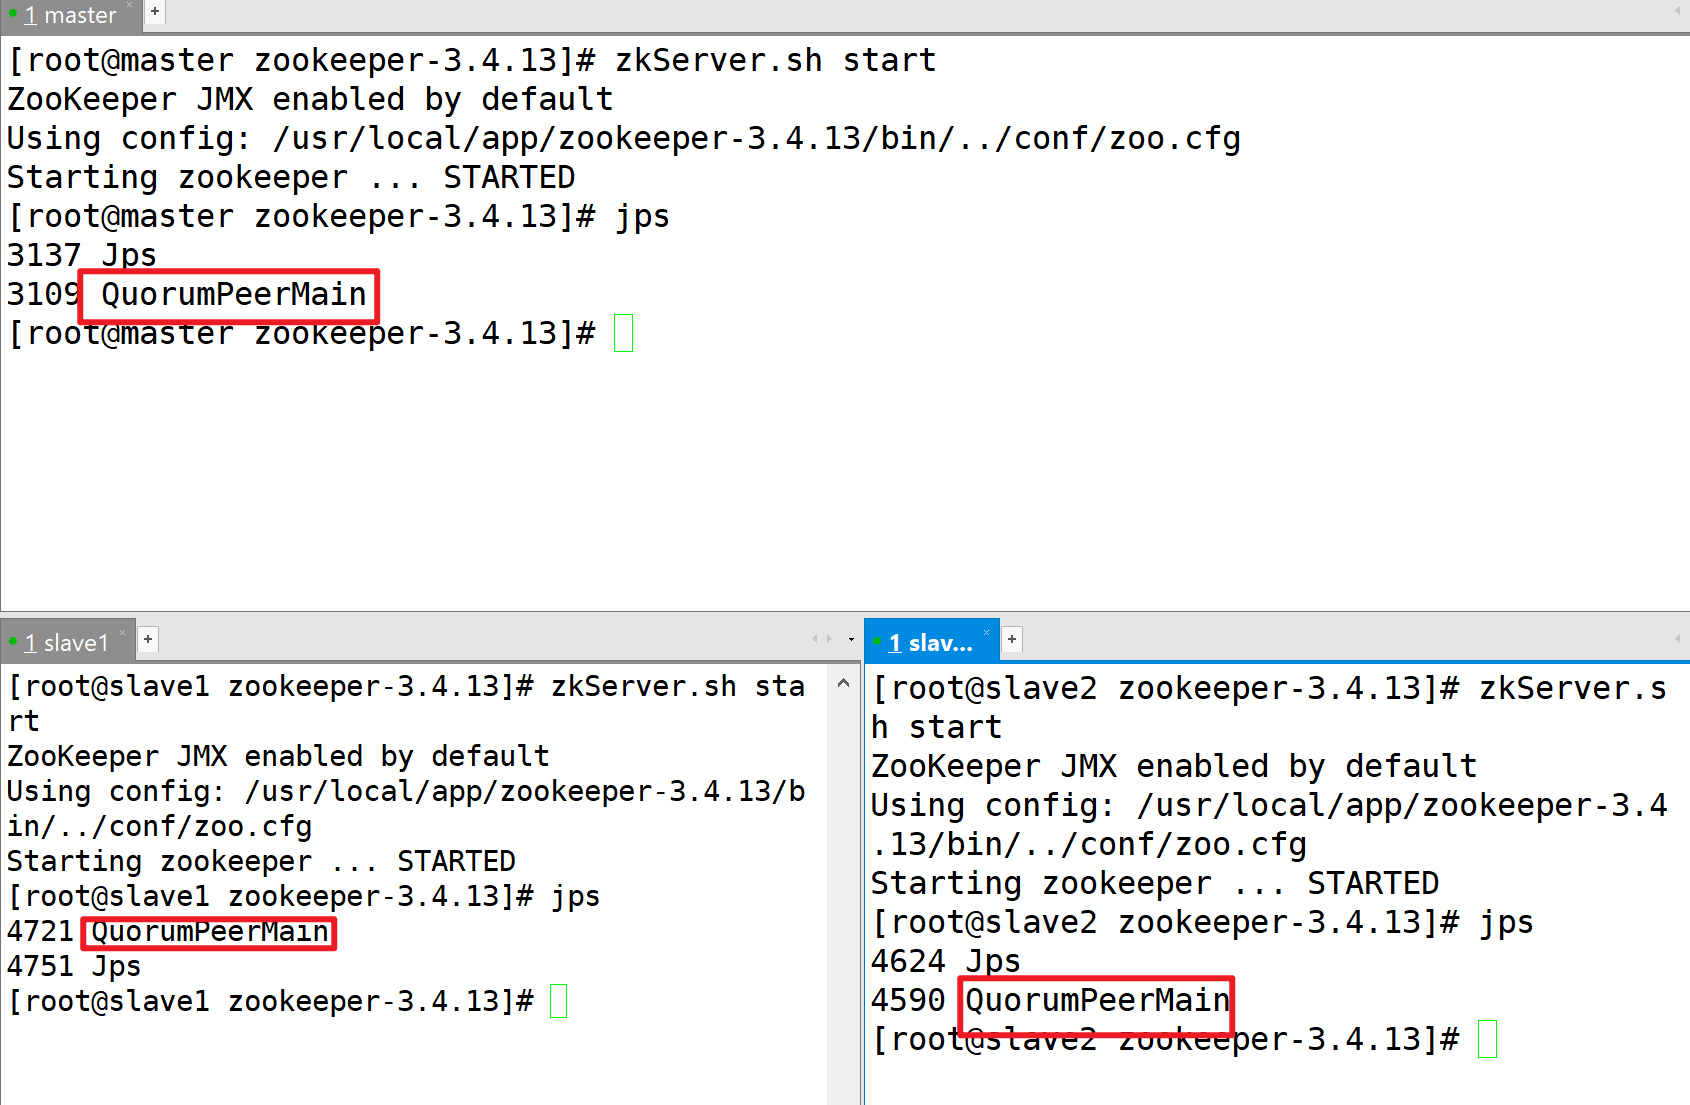 1 master
[root@master zookeeper-3.4.13]# zkServer.sh start
ZooKeeper JMX enabled by default
Using config: /usr/local/app/zookeeper-3.4.13/bin/../conf/zoo.cfg
Starting zookeeper ... STARTED
[root@master zookeeper-3.4.13]# jps
3137 Jps
3109 QuorumPeerMain
[root@master zookeeper-3.4.13]#
1 slave1
[root@slave1 zookeeper-3.4.13]# zkServer.sh sta
rt
ZooKeeper JMX enabled by default
Using config: /usr/local/app/zookeeper-3.4.13/b
in/../conf/zoo.cfg
Starting zookeeper ... STARTED
[root@slave1 zookeeper-3.4.13]# jps
4721 QuorumPeerMain
4751 Jps
[root@slave1 zookeeper-3.4.13]#
1 slav...
[root@slave2 zookeeper-3.4.13]# zkServer.s
h start
ZooKeeper JMX enabled by default
Using config: /usr/local/app/zookeeper-3.4
.13/bin/../conf/zoo.cfg
Starting zookeeper ... STARTED
[root@slave2 zookeeper-3.4.13]# jps
4624 Jps
4590 QuorumPeerMain
[root@slave2 zookeeper-3.4.13]#